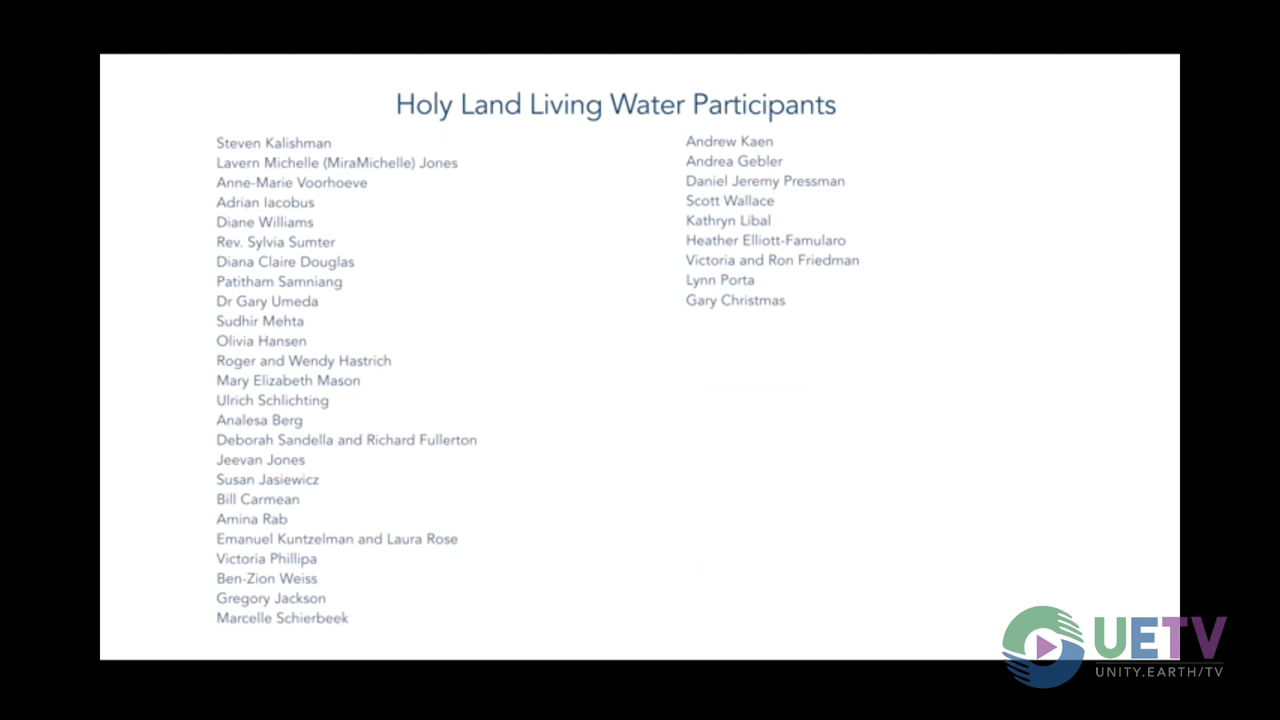 Holy Land Living Water Participants
Steven Kalishman
Lavern Michelle (MiraMichelle) Jones
Anne-Marie Voorhoeve
Adrian Iacobus
Diane Williams
Rev. Sylvia Sumter
Diana Claire Douglas
Patitham Samniang
Dr Gary Umeda
Sudhir Mehta
Olivia Hansen
Roger and Wendy Hastrich
Mary Elizabeth Mason
Ulrich Schlichting
Analesa Berg
Deborah Sandella and Richard Fullerton
Jeevan Jones
Susan Jasiewicz
Bill Carmean
Amina Rab
Emanuel Kuntzelman and Laura Rose
Victoria Phillipa
Ben-Zion Weiss
Gregory Jackson
Marcelle Schierbeek
Andrew Kaen
Andrea Gebler
Daniel Jeremy Pressman
Scott Wallace
Kathryn Libal
Heather Elliott-Famularo
Victoria and Ron Friedman
Lynn Porta
Gary Christmas
UETV
UNITY.EARTH/TV